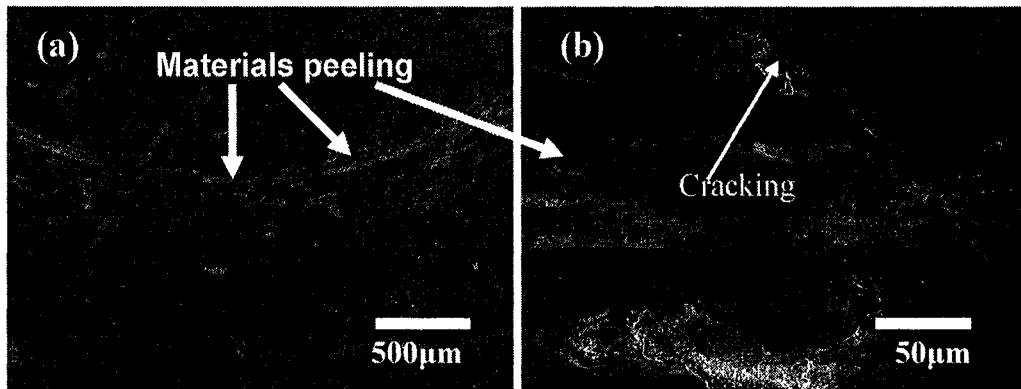 (a)
Materials peeling
500μm
(b)
Cracking
50μm